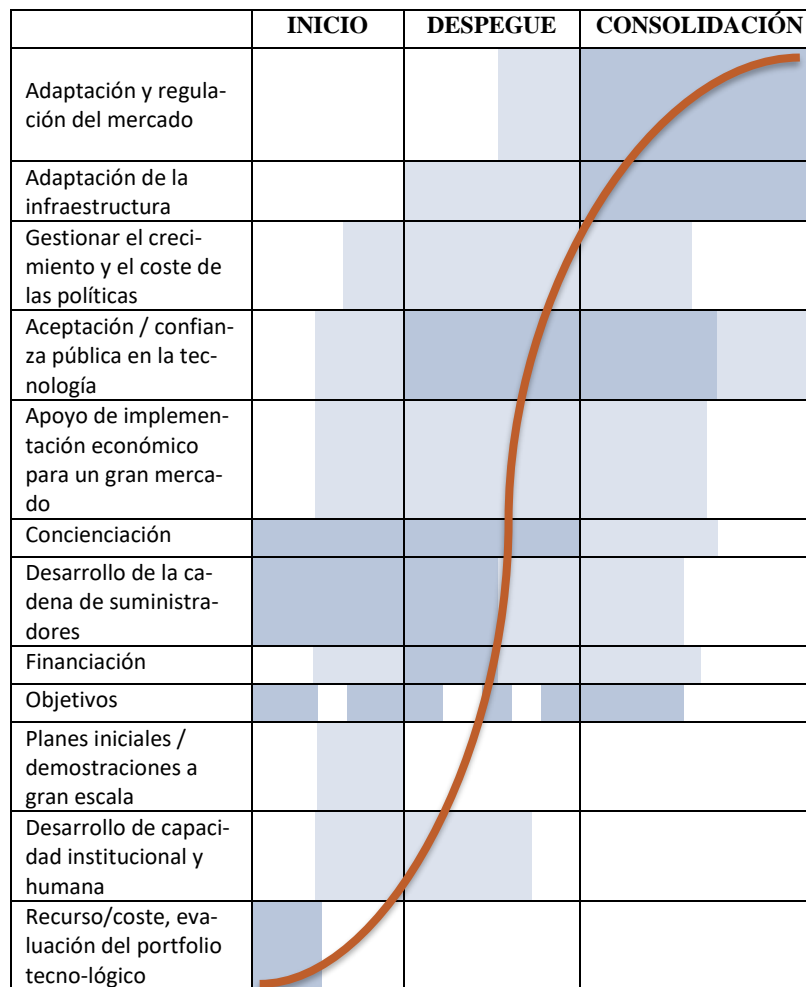 INICIO DESPEGUE CONSOLIDACIÓN
Adaptación y regula-
ción del mercado
Adaptación de la
infraestructura
Gestionar el creci-
miento y el coste de
las políticas
Aceptación / confian-
za pública en la tec-
nología
Apoyo de implemen-
tación económico
para un gran merca-
do
Concienciación
Desarrollo de la ca-
dena de suministra-
dores
Financiación
Objetivos
Planes iniciales /
demostraciones a
gran escala
Desarrollo de capaci-
dad institucional y
humana
Recurso/coste, eva-
luación del portfolio
tecno-lógico